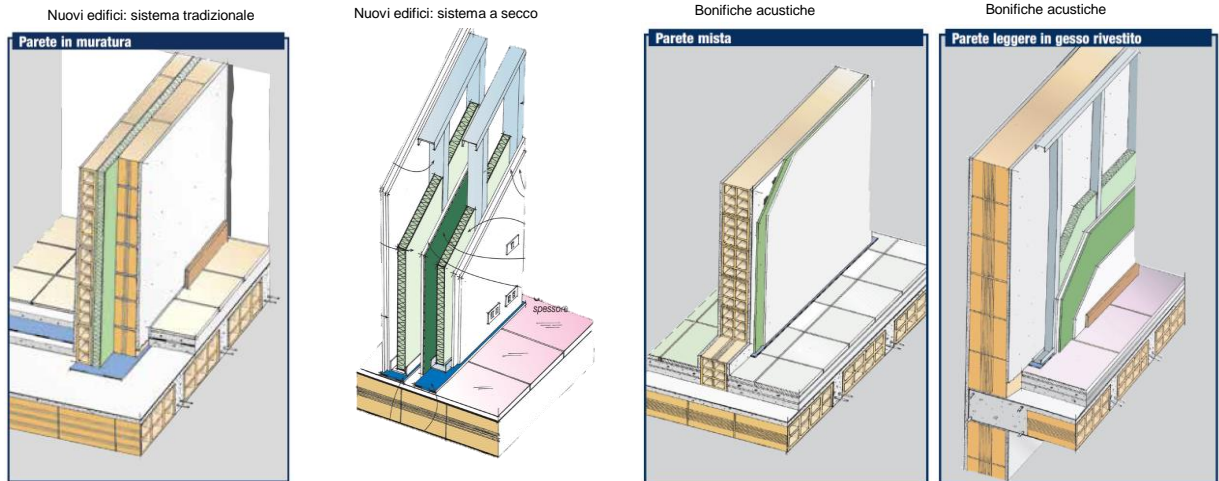 Nuovi edifici: sistema tradizionale
Nuovi edifici: sistema a secco
Bonifiche acustiche
Bonifiche acustiche
Parete in muratura
Parete mista
Parete leggere in gesso rivestito
spessore